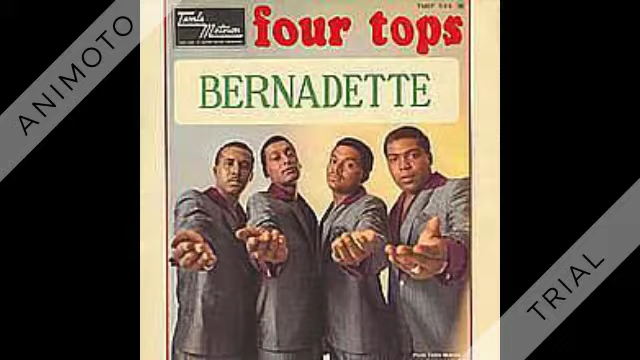 Tamla
Motown
four tops
BERNADETTE
ANIMOTO
TRIAL